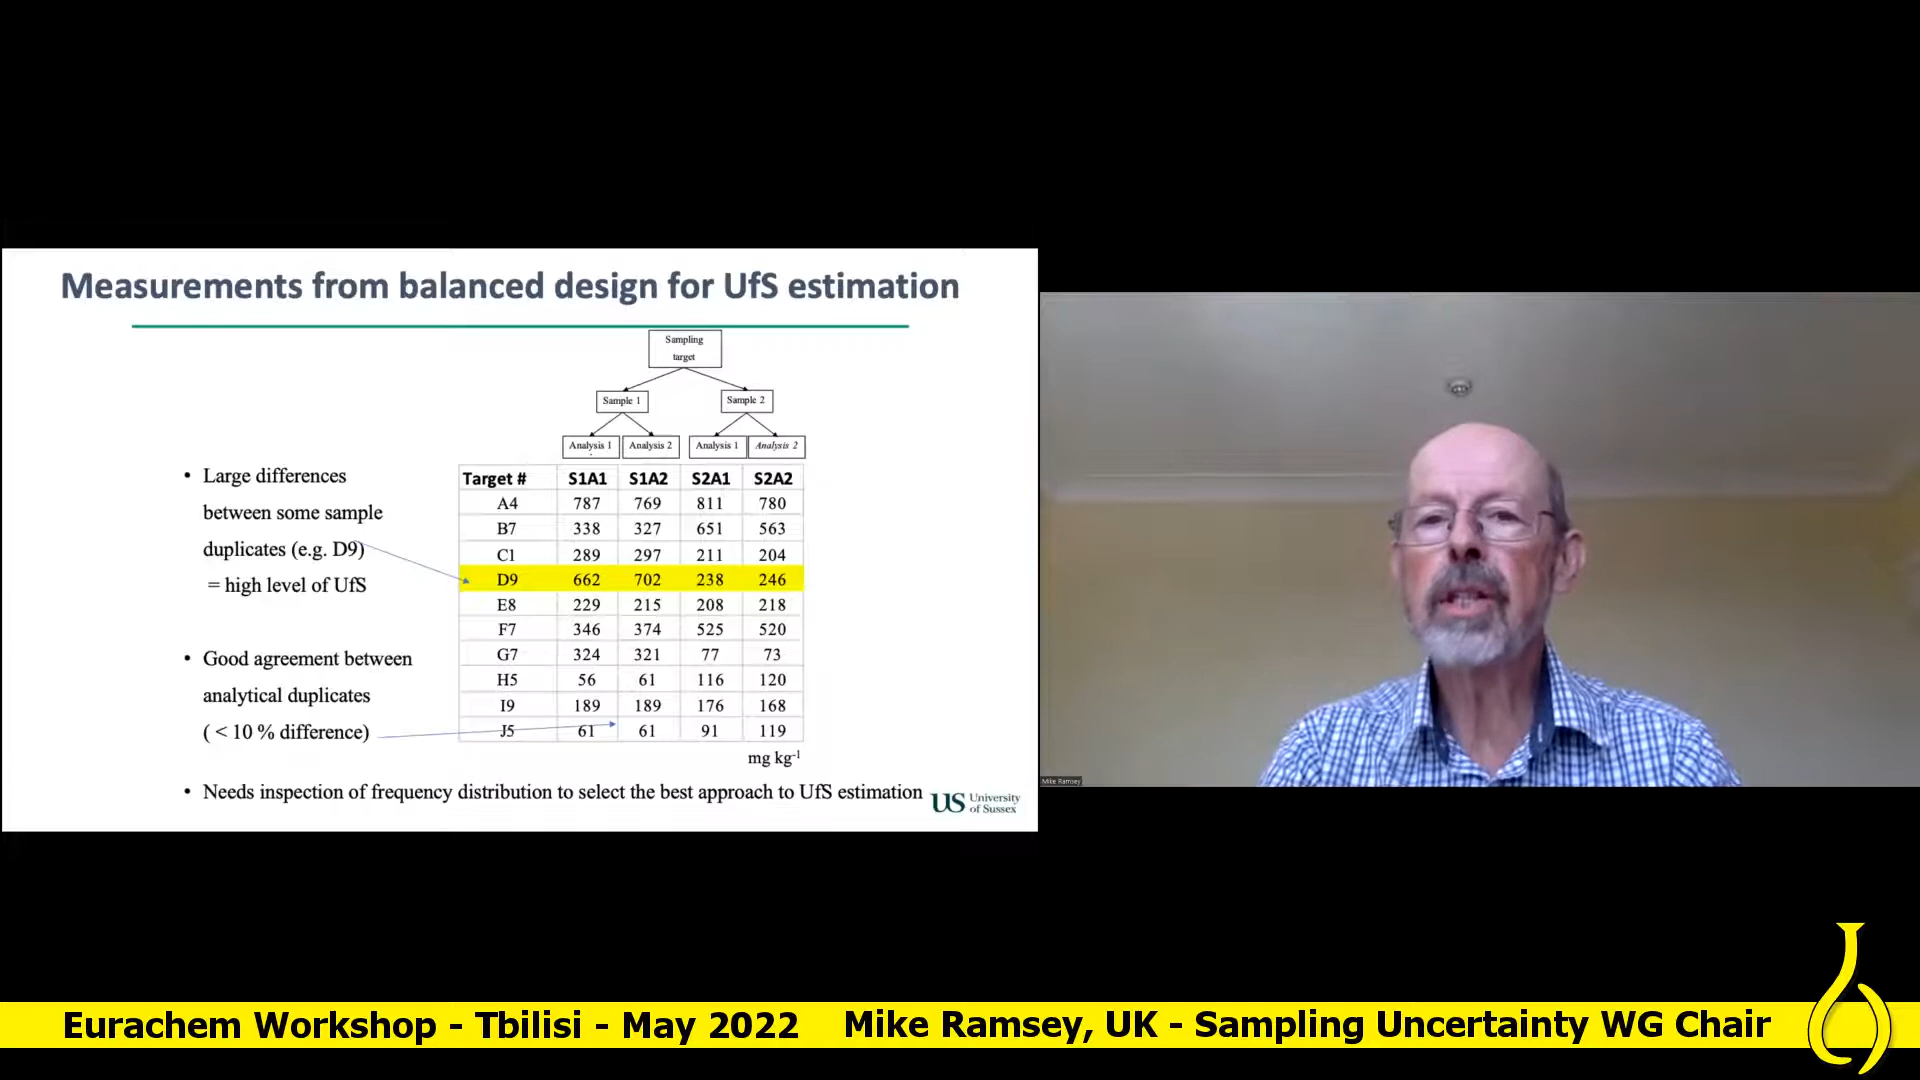 Measurements from balanced design for UfS estimation
Sampling
target
Sample 1
Sample 2
Analysis 1
Analysis 2
Analysis 1
Analysis 2
• Large differences
between some sample
duplicates (e.g. D9)
= high level of UfS
• Good agreement between
analytical duplicates
( < 10 % difference)
Target # S1A1 S1A2 S2A1 S2A2
A4 787 769 811 780
B7 338 327 651 563
C1 289 297 211 204
D9 662 702 238 246
E8 229 215 208 218
F7 346 374 525 520
G7 324 321 77 73
H5 56 61 116 120
I9 189 189 176 168
J5 61 61 91 119
mg kg-1
• Needs inspection of frequency distribution to select the best approach to UfS estimation
US University
of Sussex
Mike Ramsey
Eurachem Workshop - Tbilisi - May 2022 Mike Ramsey, UK - Sampling Uncertainty WG Chair